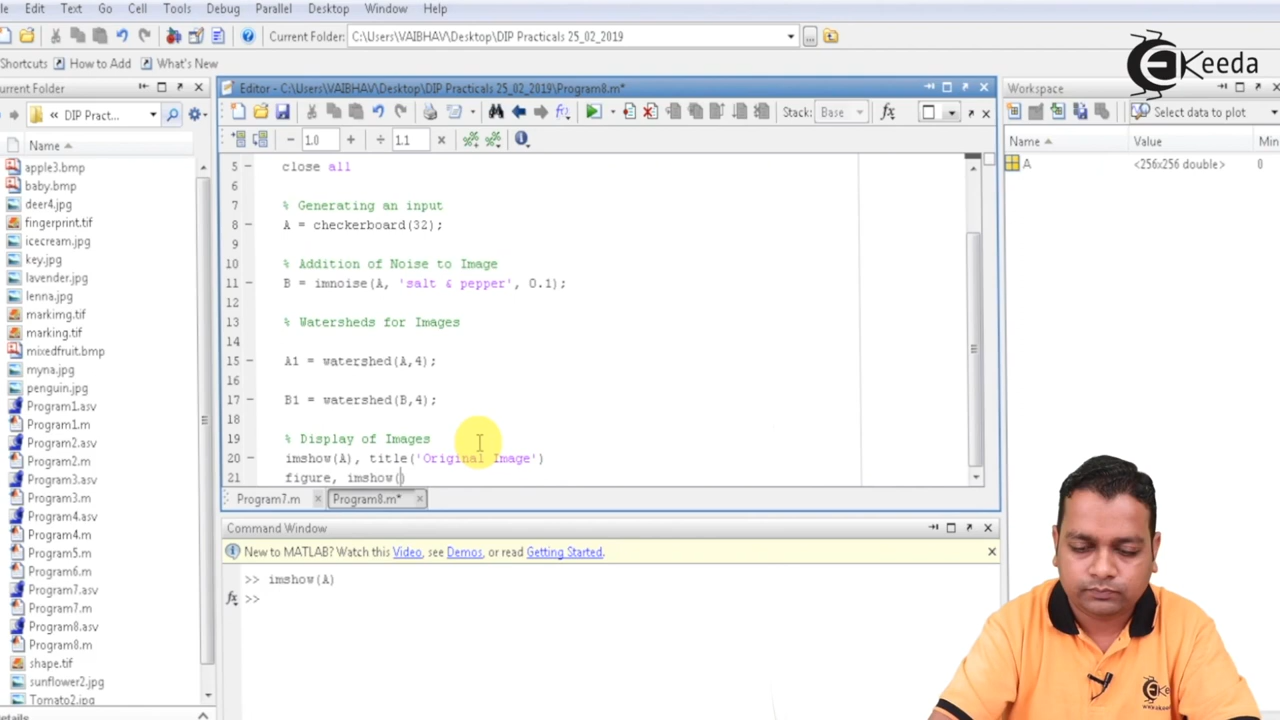 le Edit Text Go Cell Tools Debug Parallel Desktop Window Help
Current Folder: C:\Users\VAIBHAV\Desktop\DIP Practicals 25_02_2019
Shortcuts How to Add What's New
urrent Folder
Editor - C:\Users\VAIBHAV\Desktop\DIP Practicals 25_02_2019\Program8.m*
Workspace
Keeda
« DIP Pract...
Stack: Base
fx
Select data to plot
1.0
1.1
Name
Name Value Min
A <256x256 double> 0
apple3.bmp
baby.bmp
deer4.jpg
fingerprint.tif
icecream.jpg
key.jpg
lavender.jpg
lenna.jpg
markimg.tif
marking.tif
mixedfruit.bmp
myna.jpg
penguin.jpg
Program1.asv
Program1.m
Program2.asv
Program2.m
Program3.asv
Program3.m
Program4.asv
Program4.m
Program5.m
Program6.m
Program7.asv
Program7.m
Program8.asv
Program8.m
shape.tif
sunflower2.jpg
Tomato2.jpg
etails
5 close all
6
7 % Generating an input
8 A = checkerboard(32);
9
10 % Addition of Noise to Image
11 B = imnoise(A, 'salt & pepper', 0.1);
12
13 % Watersheds for Images
14
15 A1 = watershed(A,4);
16
17 B1 = watershed(B,4);
18
19 % Display of Images
20 imshow(A), title('Original Image')
21 figure, imshow()
Program7.m Program8.m*
Command Window
New to MATLAB? Watch this Video, see Demos, or read Getting Started.
>> imshow(A)
fx >>